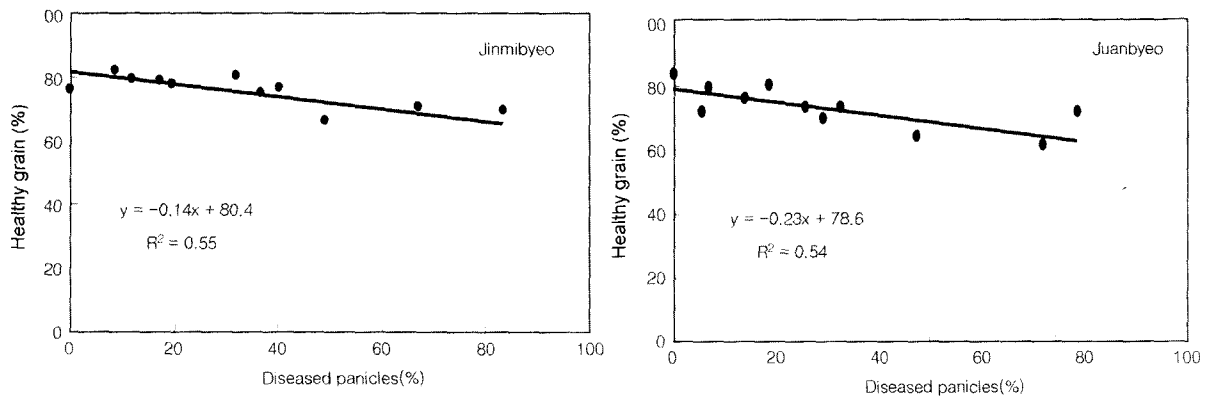 00
80
60
40
20
0
Healthy grain (%)
Jinmibyeo
y = -0.14x + 80.4
R² = 0.55
0 20 40 60 80 100
Diseased panicles(%)
00
80
60
40
20
0
Healthy grain (%)
Juanbyeo
y = -0.23x + 78.6
R² = 0.54
0 20 40 60 80 100
Diseased panicles(%)